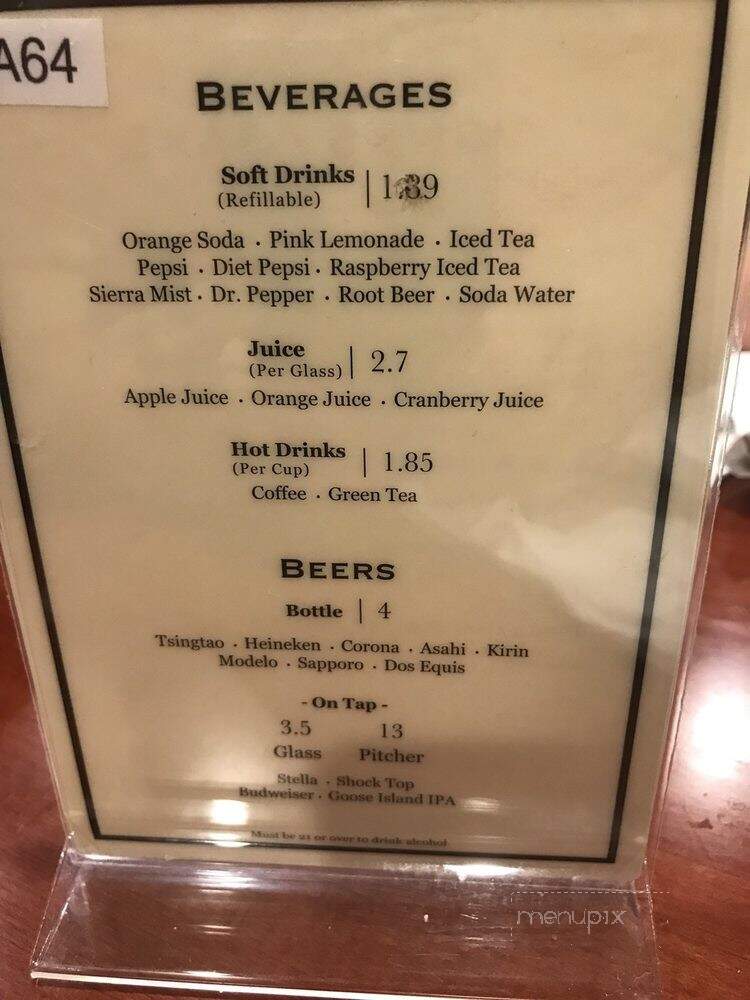 A64
BEVERAGES
Soft Drinks | 1.89
(Refillable)
Orange Soda · Pink Lemonade · Iced Tea
Pepsi · Diet Pepsi · Raspberry Iced Tea
Sierra Mist · Dr. Pepper · Root Beer · Soda Water
Juice | 2.7
(Per Glass)
Apple Juice · Orange Juice · Cranberry Juice
Hot Drinks | 1.85
(Per Cup)
Coffee · Green Tea
BEERS
Bottle | 4
Tsingtao · Heineken · Corona · Asahi · Kirin
Modelo · Sapporo · Dos Equis
- On Tap -
3.5 13
Glass Pitcher
Stella · Shock Top
Budweiser · Goose Island IPA
Must be 21 or over to drink alcohol
menupix